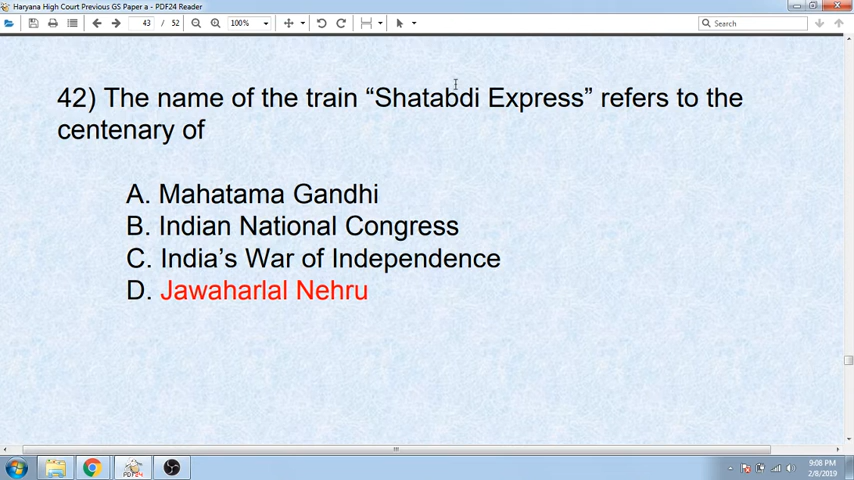 Haryana High Court Previous GS Paper a - PDF24 Reader
43 / 52
100%
Search
42) The name of the train “Shatabdi Express” refers to the
centenary of
A. Mahatama Gandhi
B. Indian National Congress
C. India’s War of Independence
D. Jawaharlal Nehru
PDF24
9:08 PM
2/8/2019